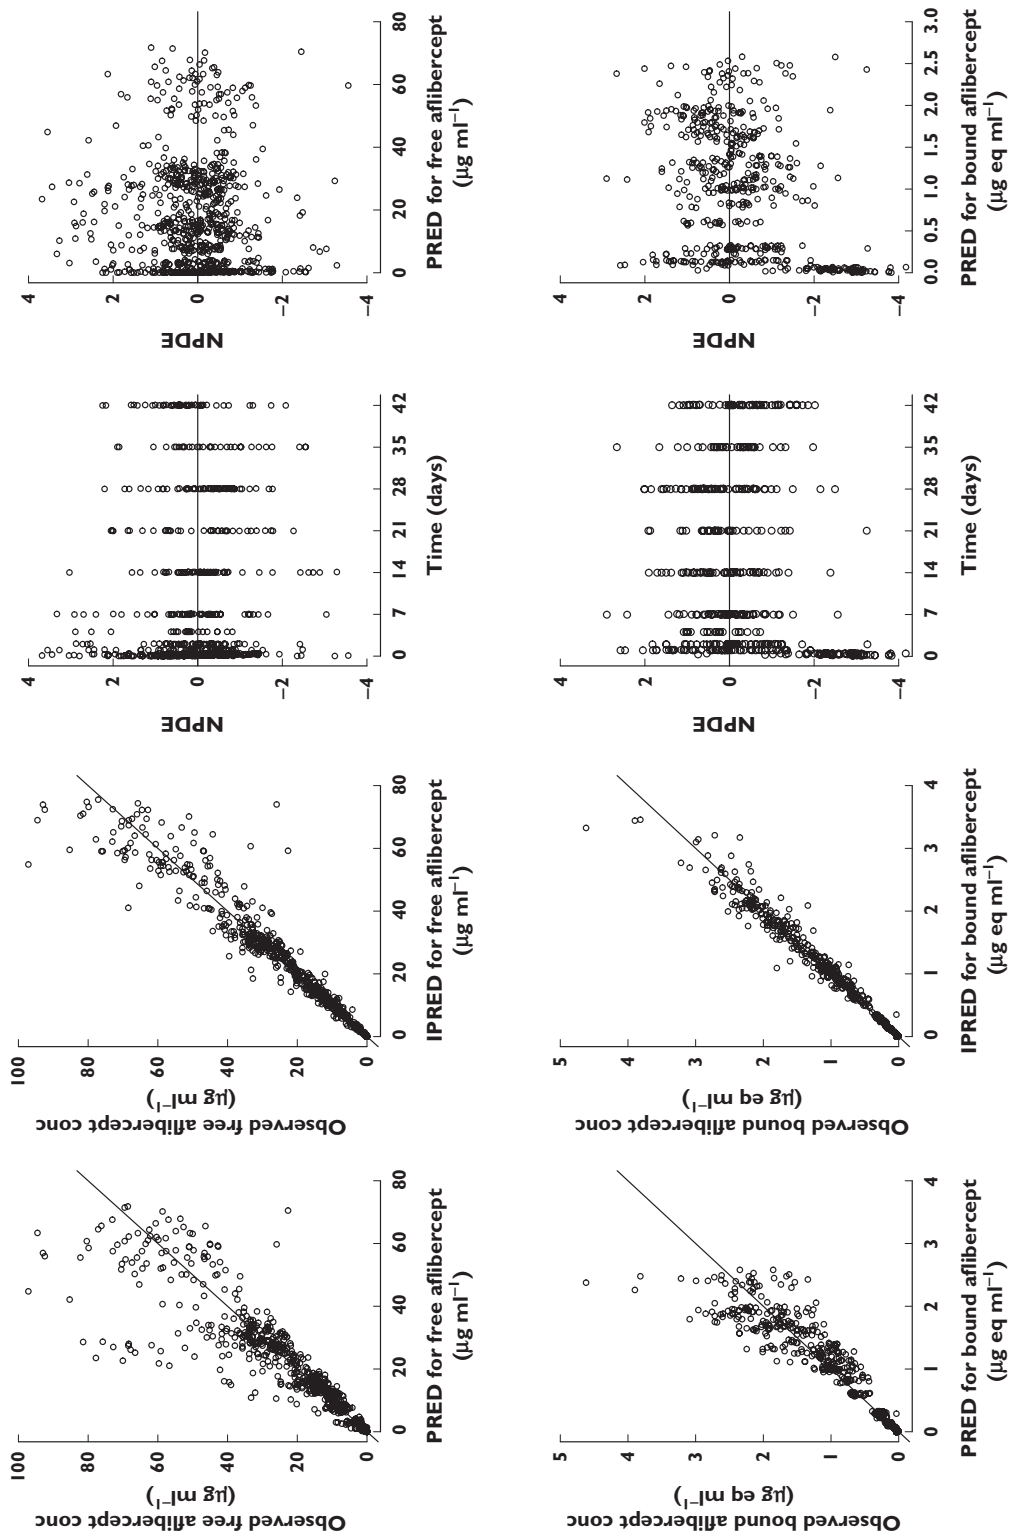 Observed free aflibercept conc
(µg ml⁻¹)
100
80
60
40
20
0
0 20 40 60 80
PRED for free aflibercept
(µg ml⁻¹)
Observed free aflibercept conc
(µg ml⁻¹)
100
80
60
40
20
0
0 20 40 60 80
IPRED for free aflibercept
(µg ml⁻¹)
NPDE
4
2
0
−2
−4
0 7 14 21 28 35 42
Time (days)
NPDE
4
2
0
−2
−4
0 20 40 60 80
PRED for free aflibercept
(µg ml⁻¹)
Observed bound aflibercept conc
(µg eq ml⁻¹)
5
4
3
2
1
0
0 1 2 3 4
PRED for bound aflibercept
(µg eq ml⁻¹)
Observed bound aflibercept conc
(µg eq ml⁻¹)
5
4
3
2
1
0
0 1 2 3 4
IPRED for bound aflibercept
(µg eq ml⁻¹)
NPDE
4
2
0
−2
−4
0 7 14 21 28 35 42
Time (days)
NPDE
4
2
0
−2
−4
0.0 0.5 1.0 1.5 2.0 2.5 3.0
PRED for bound aflibercept
(µg eq ml⁻¹)